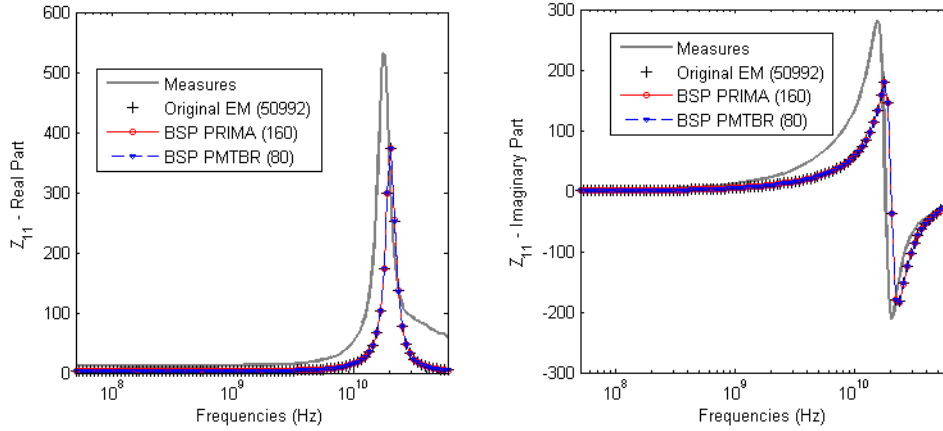 600
500
400
300
200
100
0
Z11 - Real Part
Measures
Original EM (50992)
BSP PRIMA (160)
BSP PMTBR (80)
10^8
10^9
10^10
Frequencies (Hz)
300
200
100
0
-100
-200
-300
Z11 - Imaginary Part
Measures
Original EM (50992)
BSP PRIMA (160)
BSP PMTBR (80)
10^8
10^9
10^10
Frequencies (Hz)